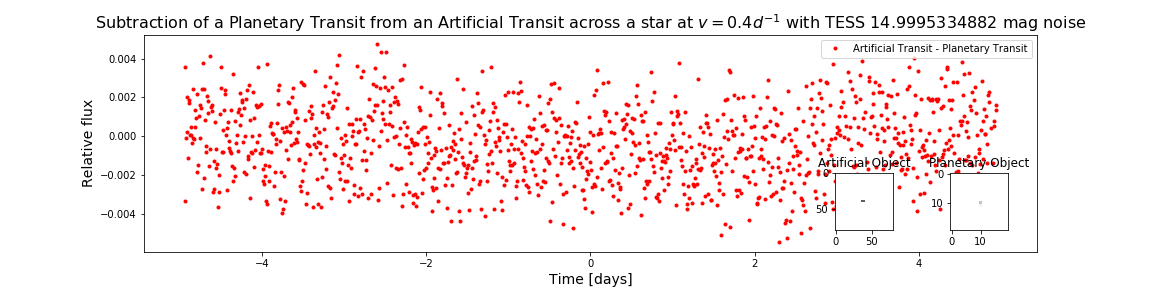 Subtraction of a Planetary Transit from an Artificial Transit across a star at v = 0.4d⁻¹ with TESS 14.9995334882 mag noise
Artificial Transit - Planetary Transit
Relative flux
0.004
0.002
0.000
−0.002
−0.004
Artificial Object
0
50
0 50
Planetary Object
0
10
0 10
−4 −2 0 2 4
Time [days]